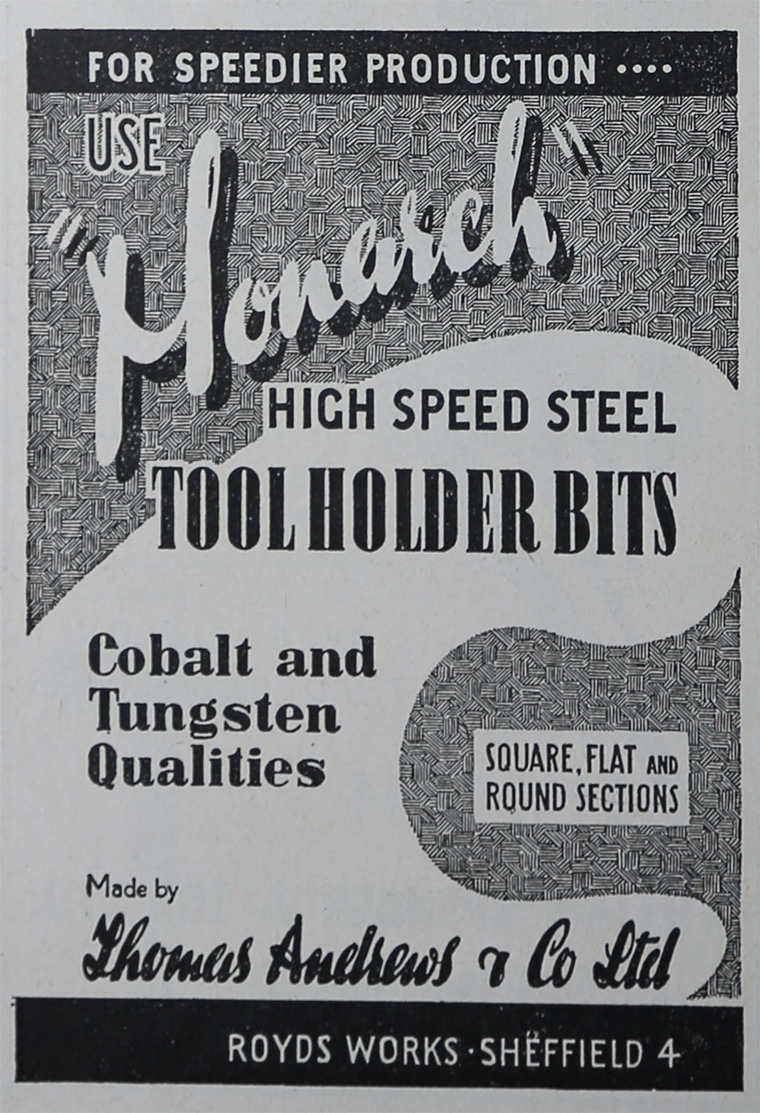 FOR SPEEDIER PRODUCTION ....
USE
"Monarch"
HIGH SPEED STEEL
TOOL HOLDER BITS
Cobalt and
Tungsten
Qualities
SQUARE, FLAT AND
ROUND SECTIONS
Made by
Thomas Andrews & Co Ltd
ROYDS WORKS · SHEFFIELD 4